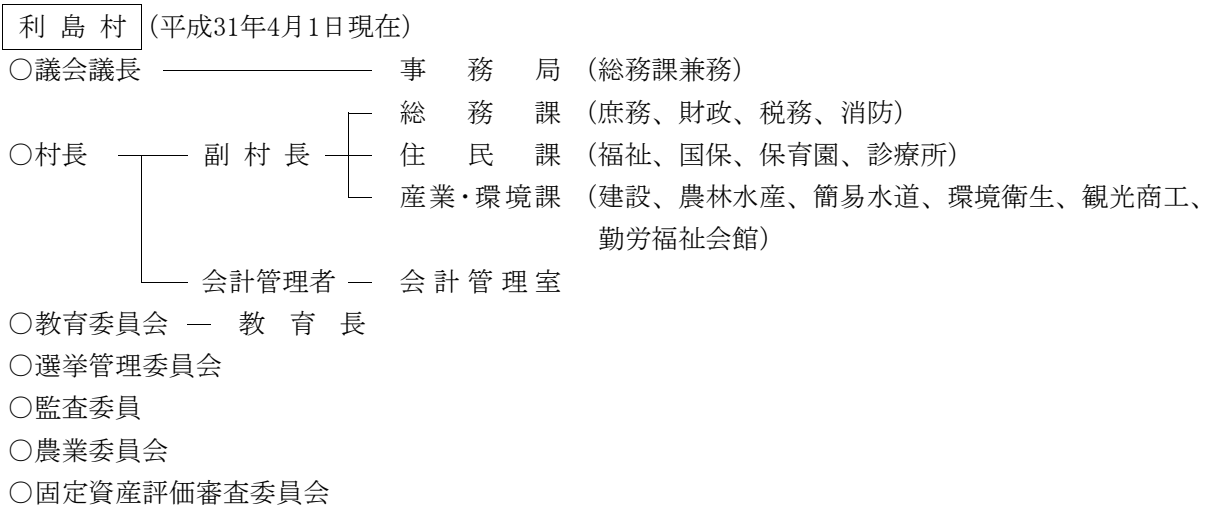 利島村 (平成31年4月1日現在)
○議会議長 事務局 (総務課兼務)
総務課 (庶務、財政、税務、消防)
○村長 副村長 住民課 (福祉、国保、保育園、診療所)
産業・環境課 (建設、農林水産、簡易水道、環境衛生、観光商工、
勤労福祉会館)
会計管理者 会計管理室
○教育委員会 教育長
○選挙管理委員会
○監査委員
○農業委員会
○固定資産評価審査委員会